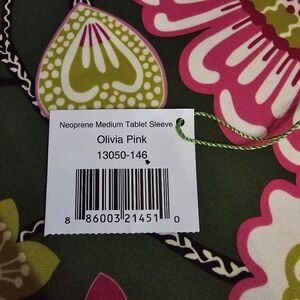 Neoprene Medium Tablet Sleeve
Olivia Pink
13050-146
8 86003 21451 0